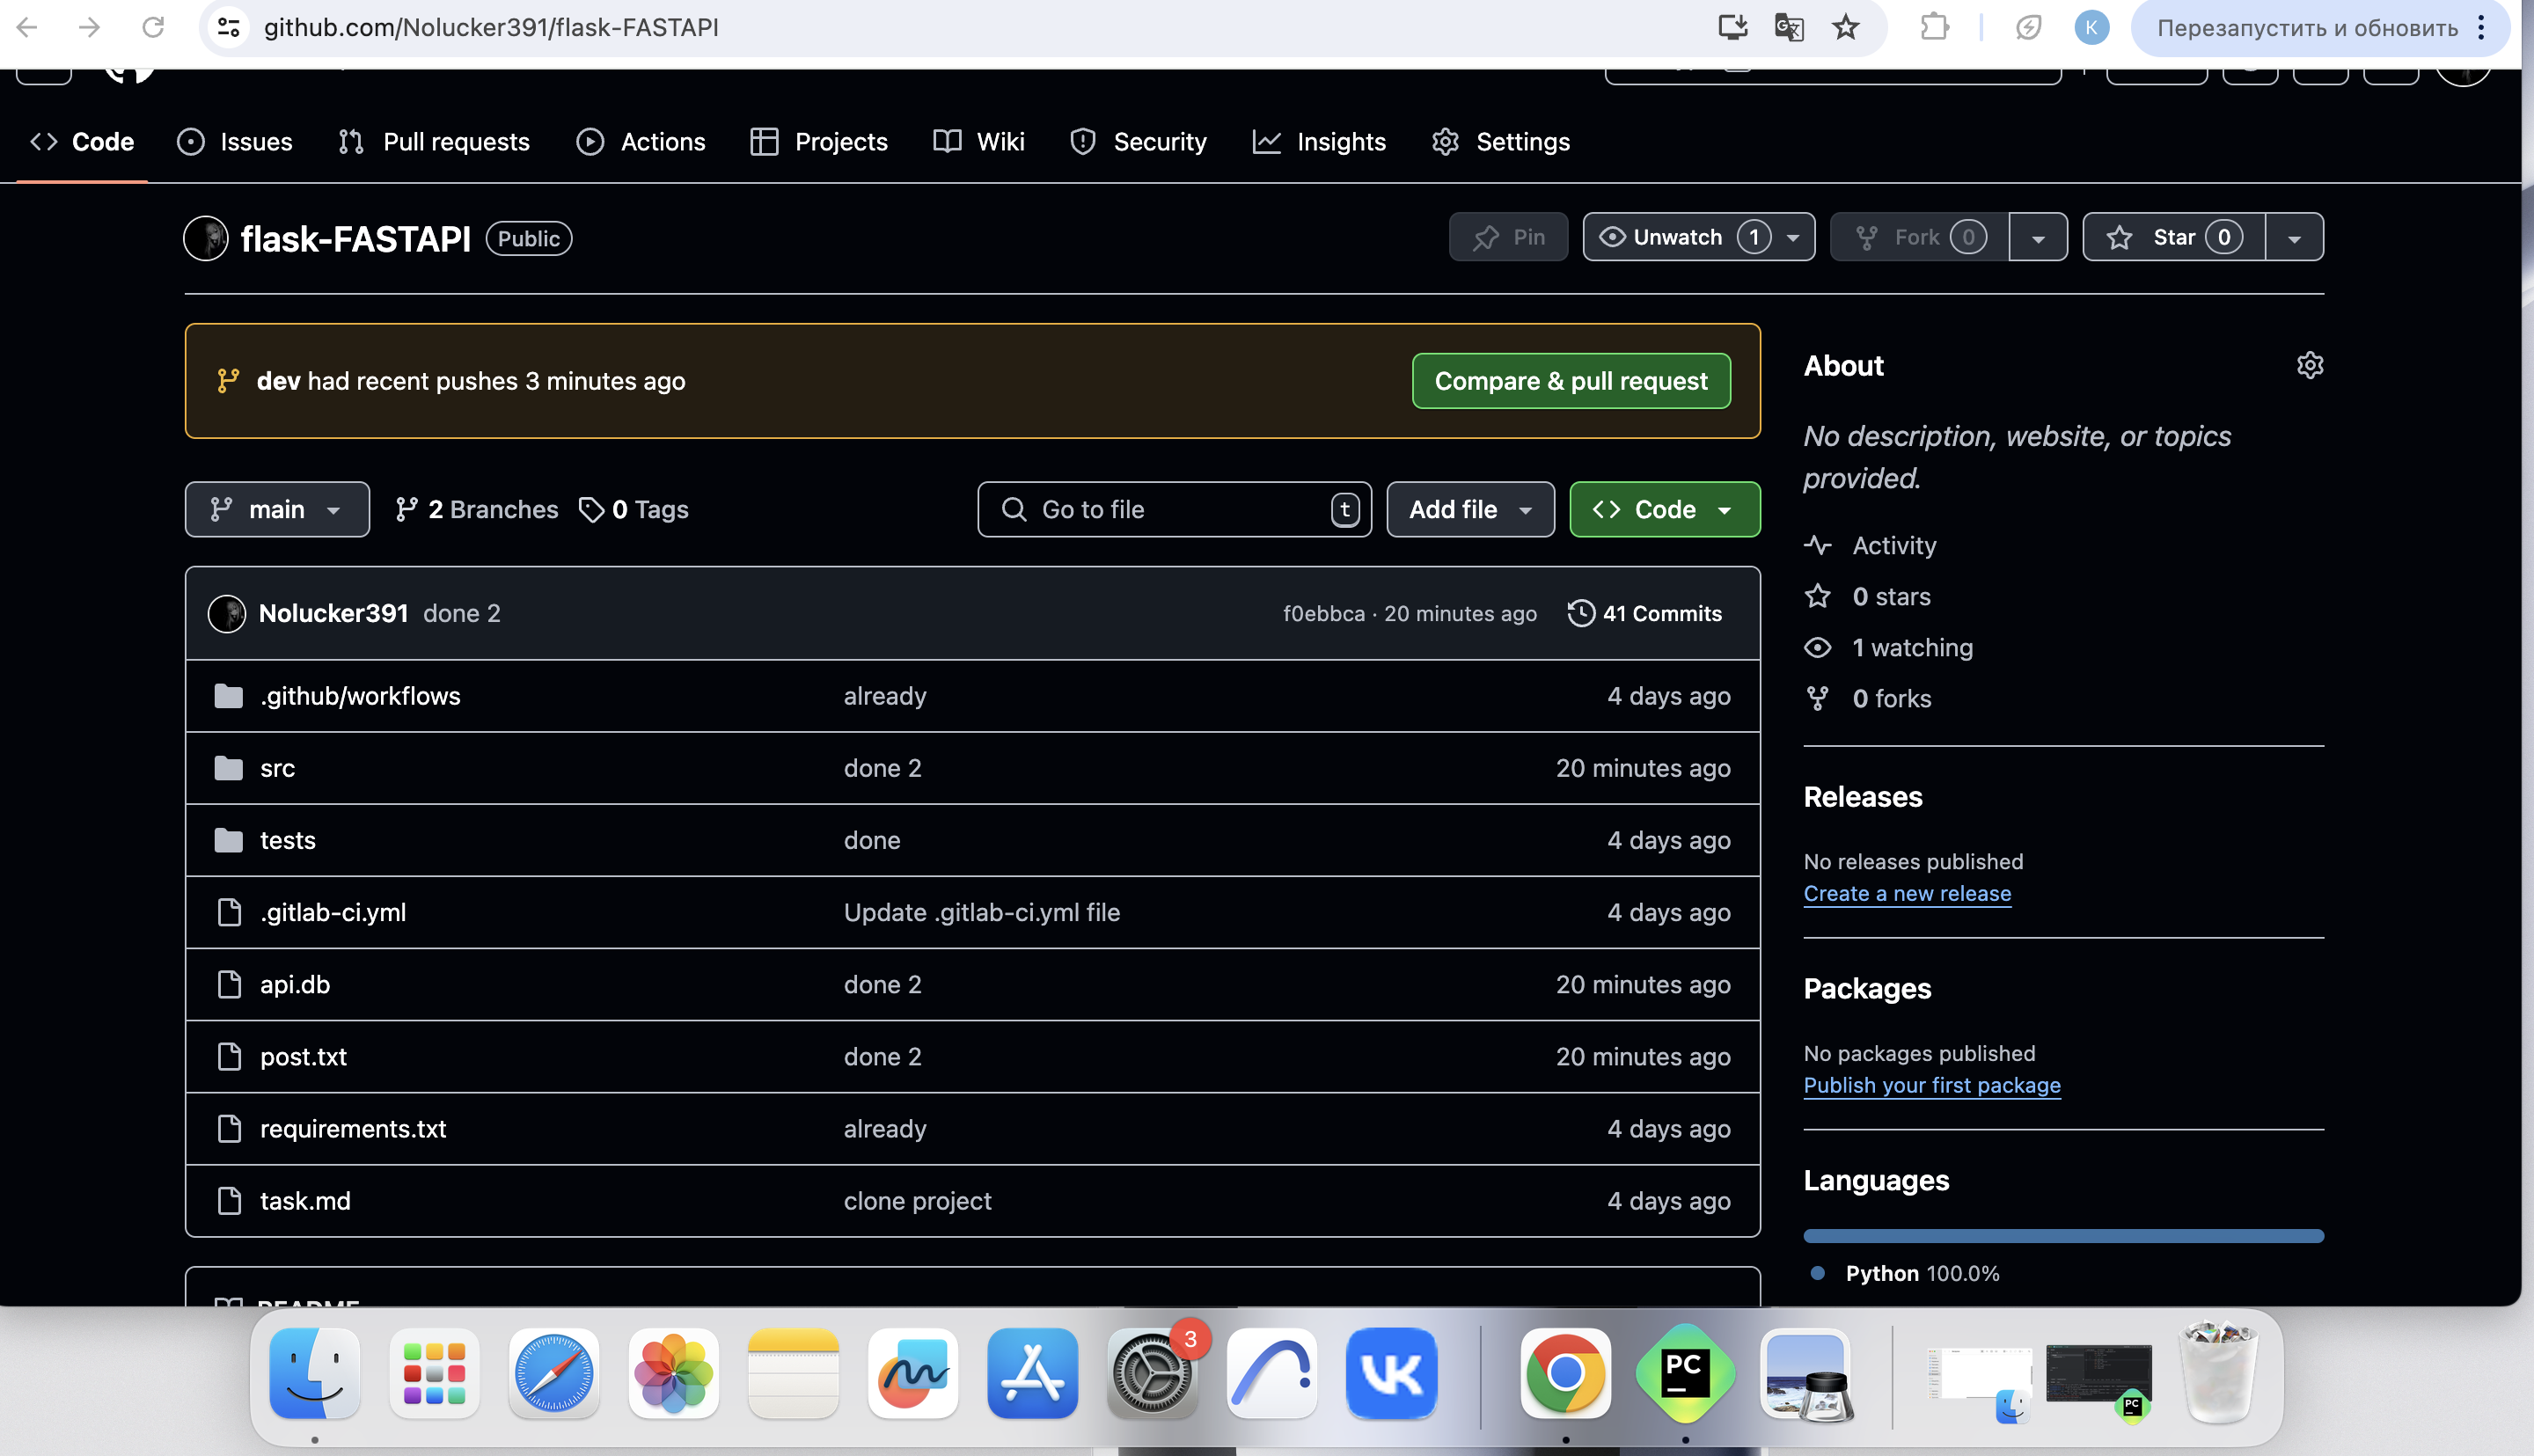 github.com/Nolucker391/flask-FASTAPI
K
Перезапустить и обновить
Code
Issues
Pull requests
Actions
Projects
Wiki
Security
Insights
Settings
flask-FASTAPI
Public
Pin
Unwatch 1
Fork 0
Star 0
dev had recent pushes 3 minutes ago
Compare & pull request
main
2 Branches
0 Tags
Go to file
t
Add file
Code
Nolucker391 done 2
f0ebbca · 20 minutes ago
41 Commits
.github/workflows already 4 days ago
src done 2 20 minutes ago
tests done 4 days ago
.gitlab-ci.yml Update .gitlab-ci.yml file 4 days ago
api.db done 2 20 minutes ago
post.txt done 2 20 minutes ago
requirements.txt already 4 days ago
task.md clone project 4 days ago
README
About
No description, website, or topics
provided.
Activity
0 stars
1 watching
0 forks
Releases
No releases published
Create a new release
Packages
No packages published
Publish your first package
Languages
Python 100.0%
3
VK
PC
PC